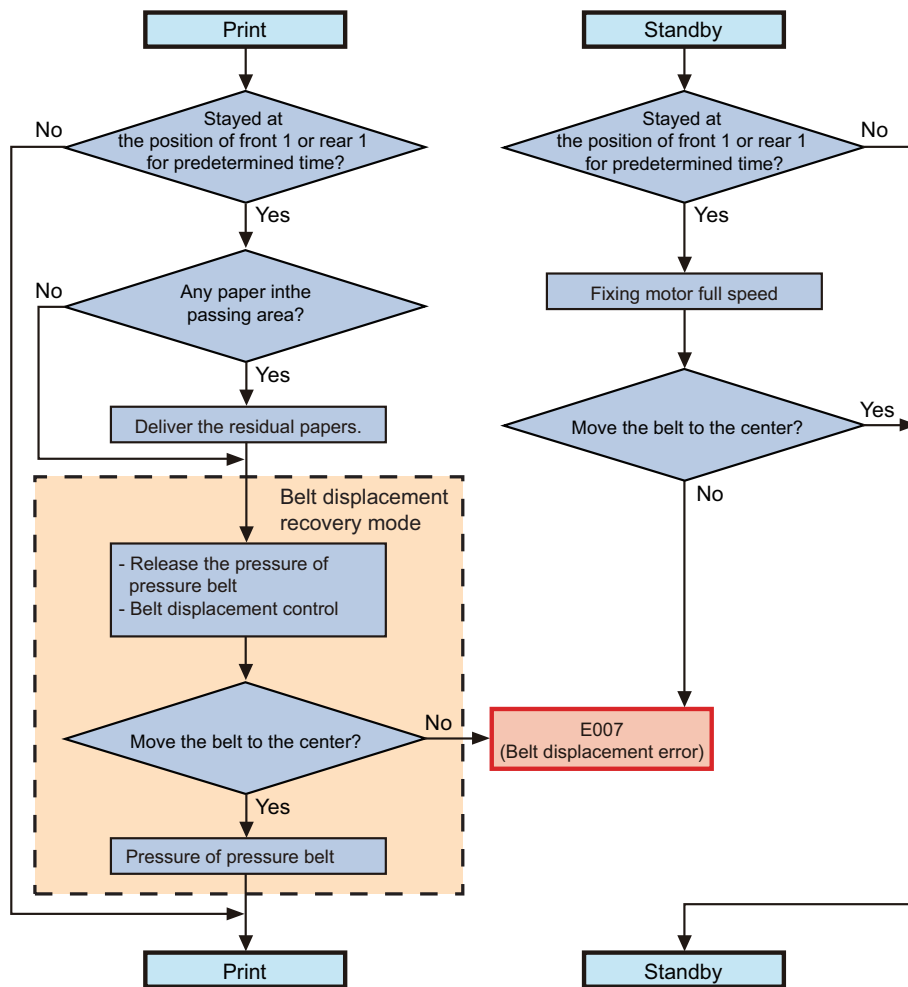 Print
Stayed at
the position of front 1 or rear 1
for predetermined time?
No
Yes
Any paper inthe
passing area?
No
Yes
Deliver the residual papers.
Belt displacement
recovery mode
- Release the pressure of
pressure belt
- Belt displacement control
Move the belt to the center?
No
Yes
Pressure of pressure belt
Print
Standby
Stayed at
the position of front 1 or rear 1
for predetermined time?
No
Yes
Fixing motor full speed
Move the belt to the center?
Yes
No
E007
(Belt displacement error)
Standby